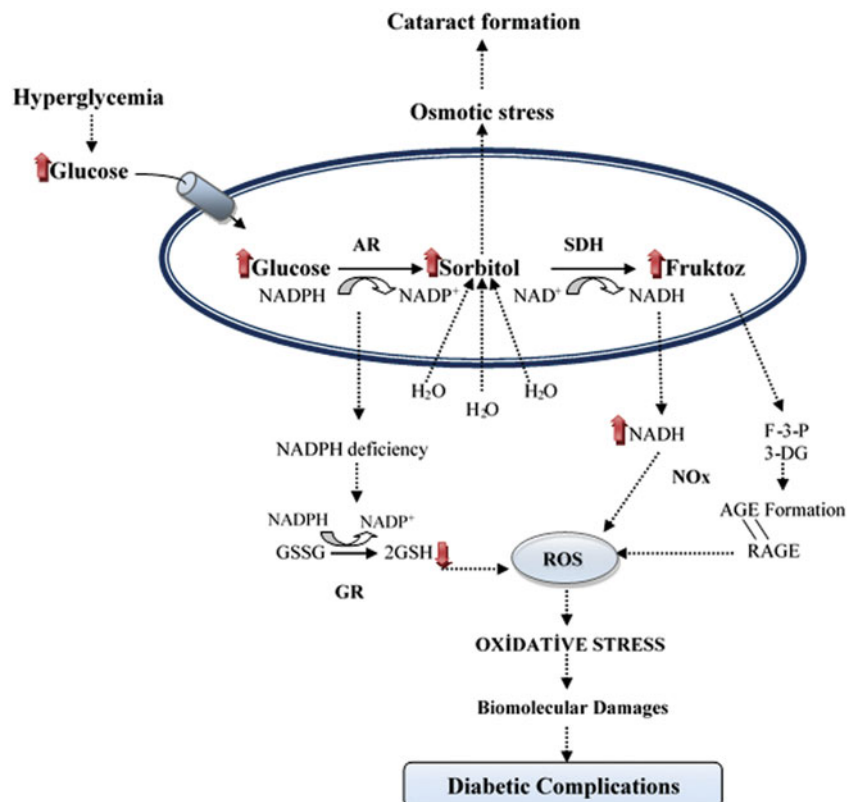 Cataract formation
Hyperglycemia
Osmotic stress
Glucose
AR
SDH
Glucose
Sorbitol
Fruktoz
NADPH
NADP⁺
NAD⁺
NADH
H₂O
H₂O
H₂O
NADPH deficiency
NADH
F-3-P
3-DG
NOx
NADPH
NADP⁺
AGE Formation
GSSG
2GSH
ROS
RAGE
GR
OXİDATİVE STRESS
Biomolecular Damages
Diabetic Complications